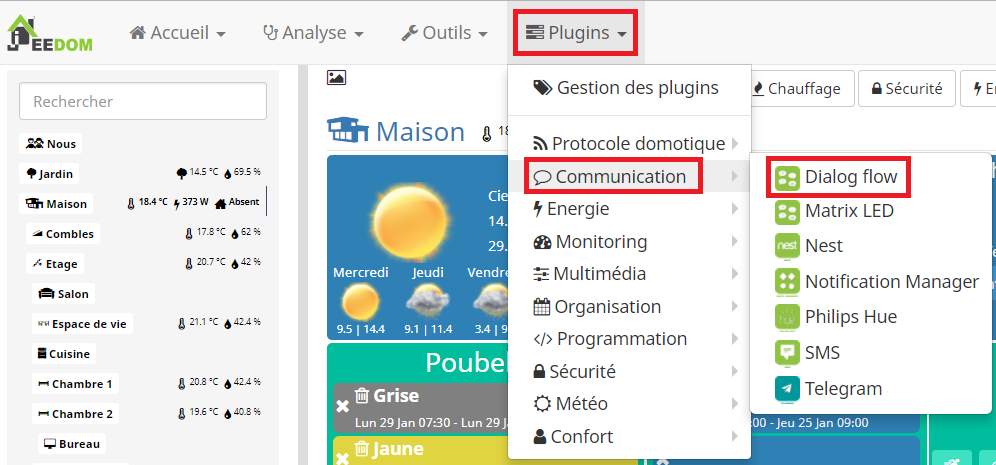 JEEDOM
Accueil
Analyse
Outils
Plugins
Rechercher
Nous
Jardin 14.5 °C 69.5 %
Maison 18.4 °C 373 W Absent
Combles 17.8 °C 62 %
Etage 20.7 °C 42 %
Salon
Espace de vie 21.1 °C 42.4 %
Cuisine
Chambre 1 20.8 °C 42.4 %
Chambre 2 19.6 °C 40.8 %
Bureau
Maison
Mercredi
9.5 | 14.4
Jeudi
9.1 | 11.4
Vendre
3.4 | 9
Cie
14.
29.
Poubel
Grise
Lun 29 Jan 07:30 - Lun 29 J
Jaune
- Jeu 25 Jan 09:00
Chauffage
Sécurité
Gestion des plugins
Protocole domotique
Communication
Energie
Monitoring
Multimédia
Organisation
Programmation
Sécurité
Météo
Confort
Dialog flow
Matrix LED
Nest
Notification Manager
Philips Hue
SMS
Telegram